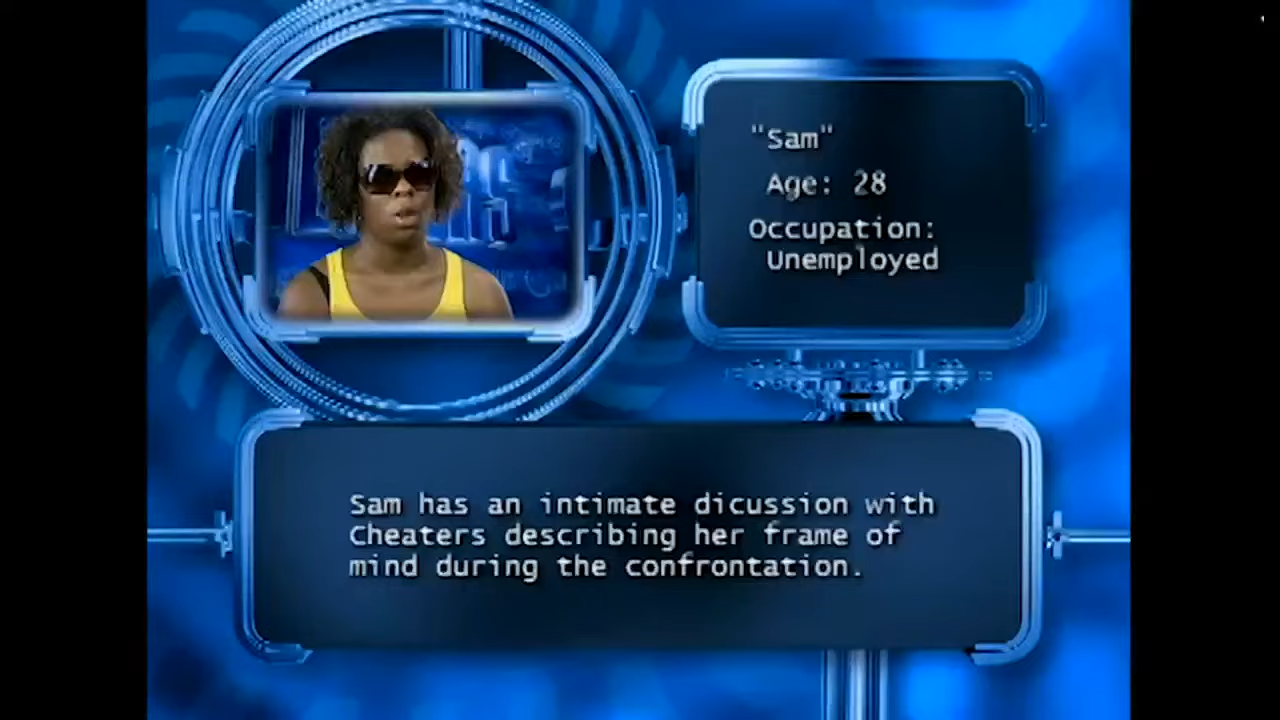 "Sam"
Age: 28
Occupation:
Unemployed
Sam has an intimate dicussion with
Cheaters describing her frame of
mind during the confrontation.